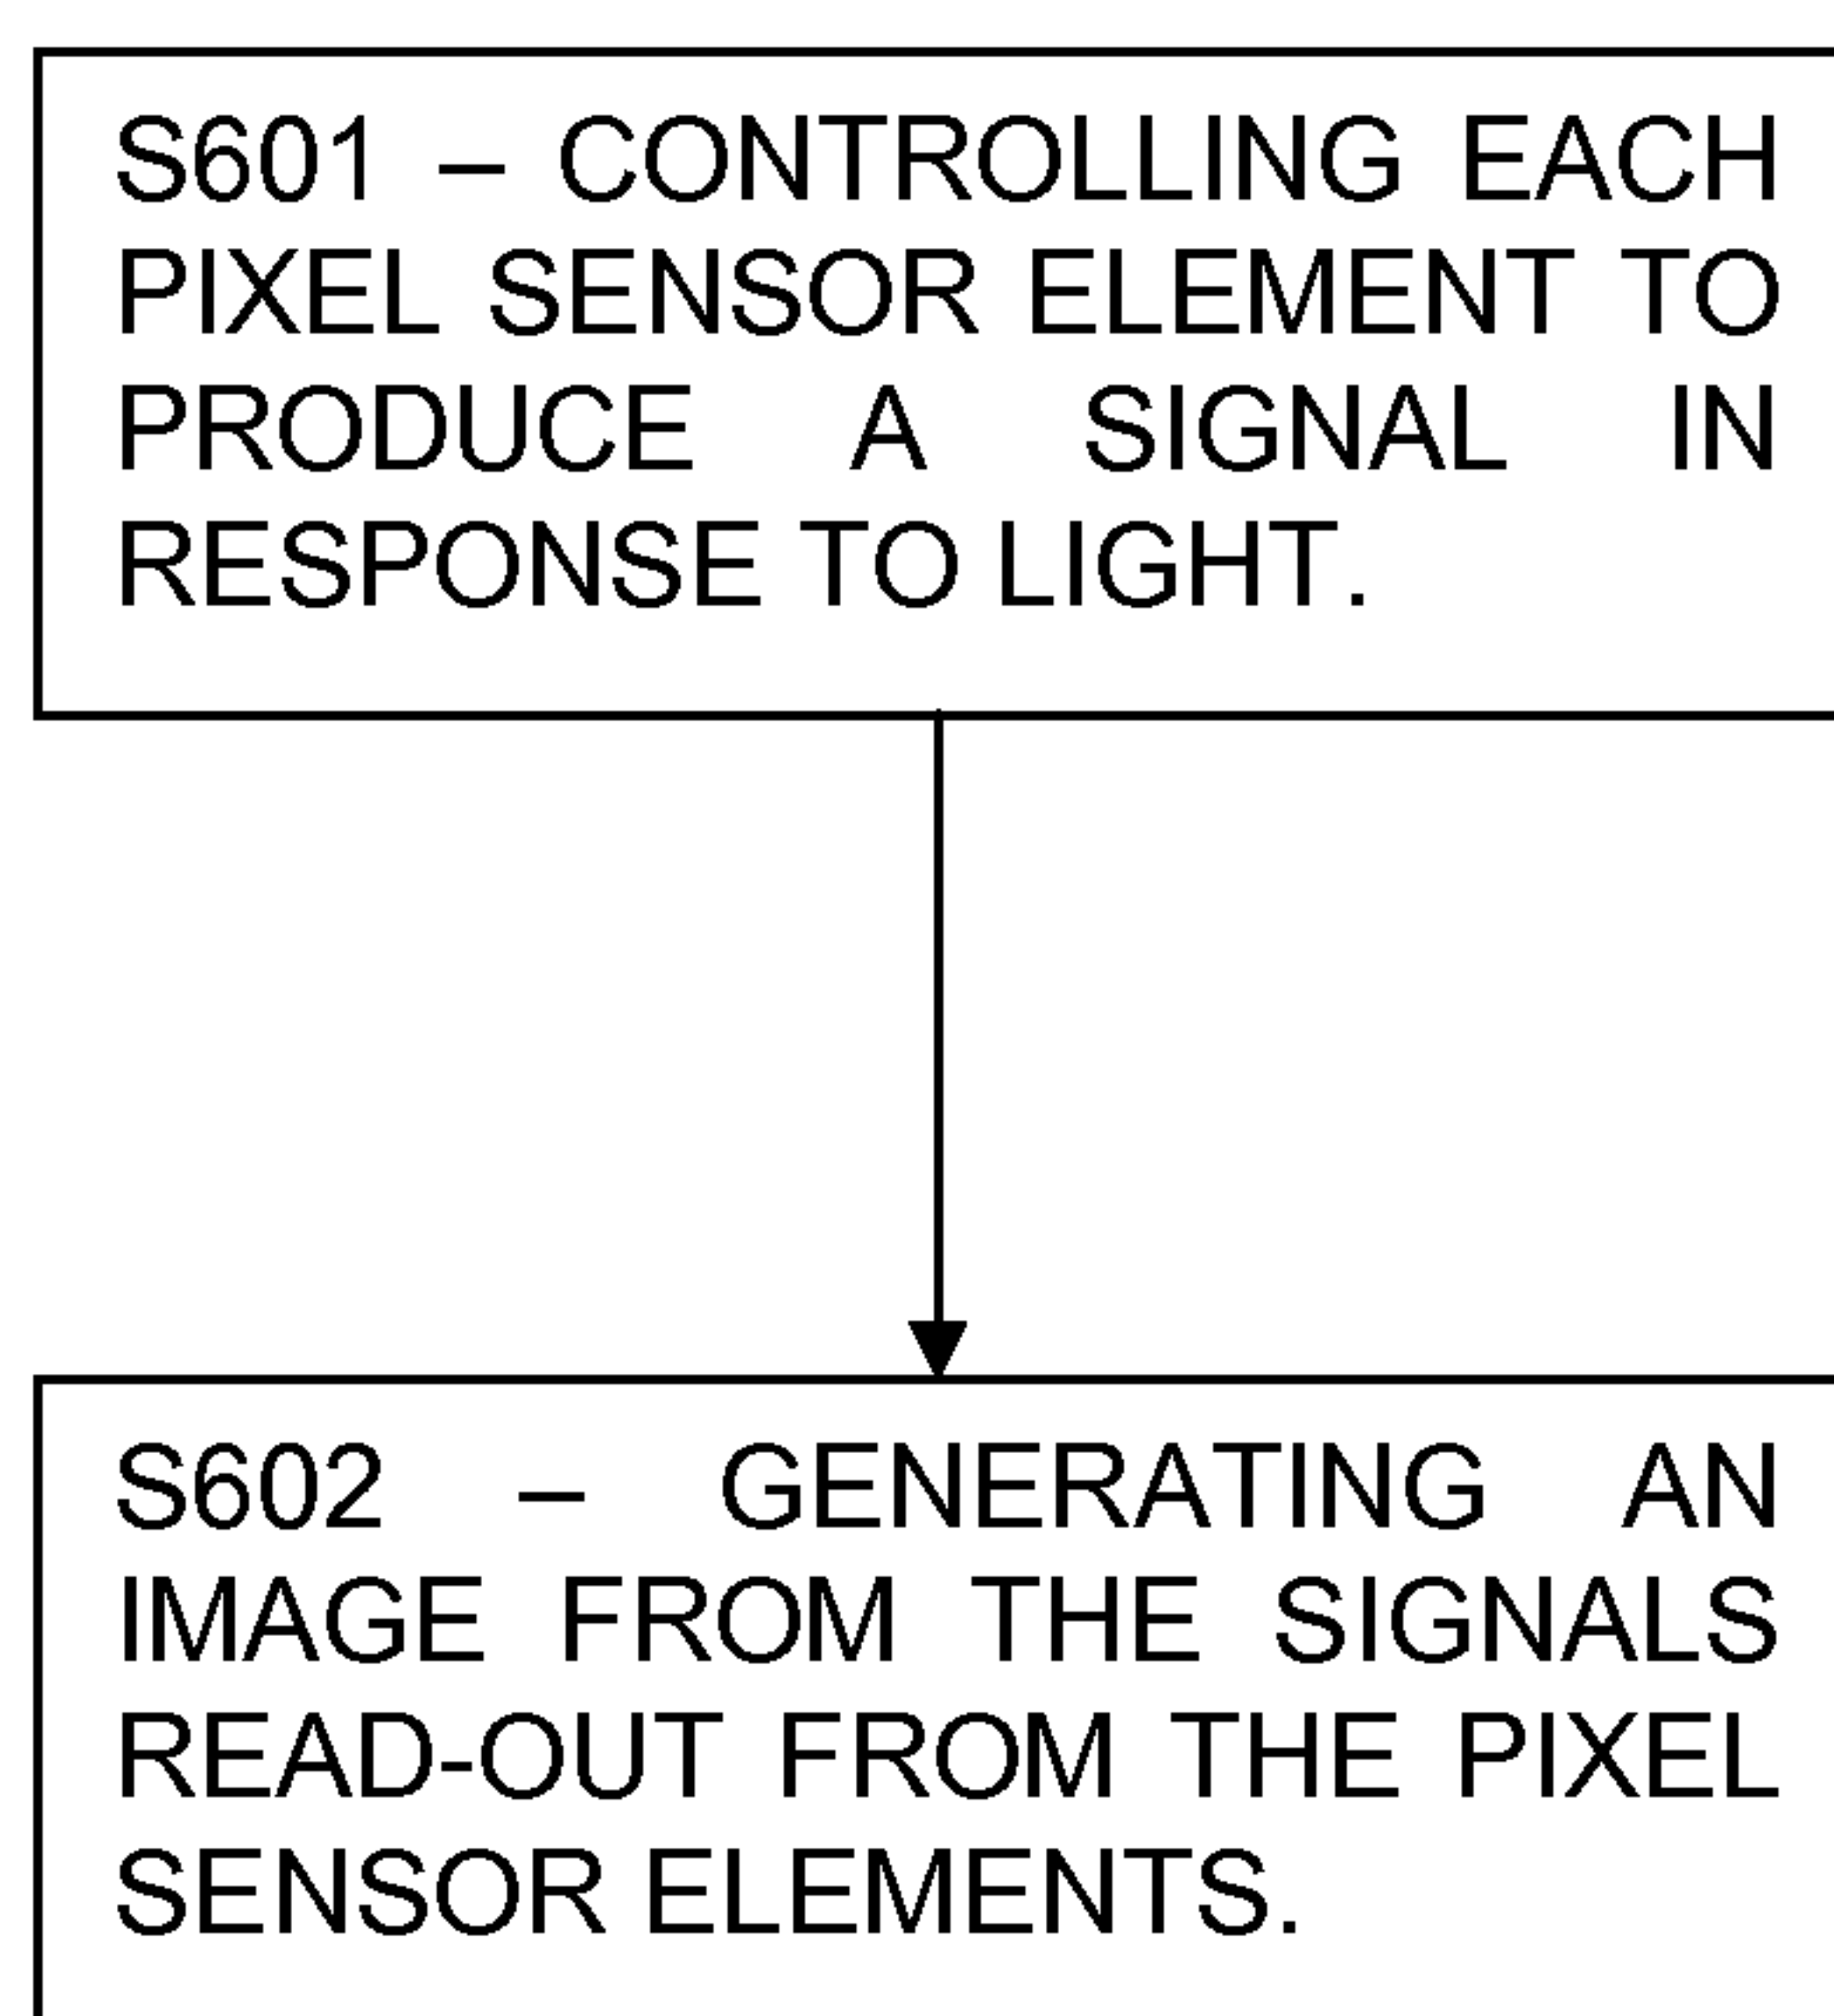 S601 – CONTROLLING EACH
PIXEL SENSOR ELEMENT TO
PRODUCE A SIGNAL IN
RESPONSE TO LIGHT.
S602 – GENERATING AN
IMAGE FROM THE SIGNALS
READ-OUT FROM THE PIXEL
SENSOR ELEMENTS.